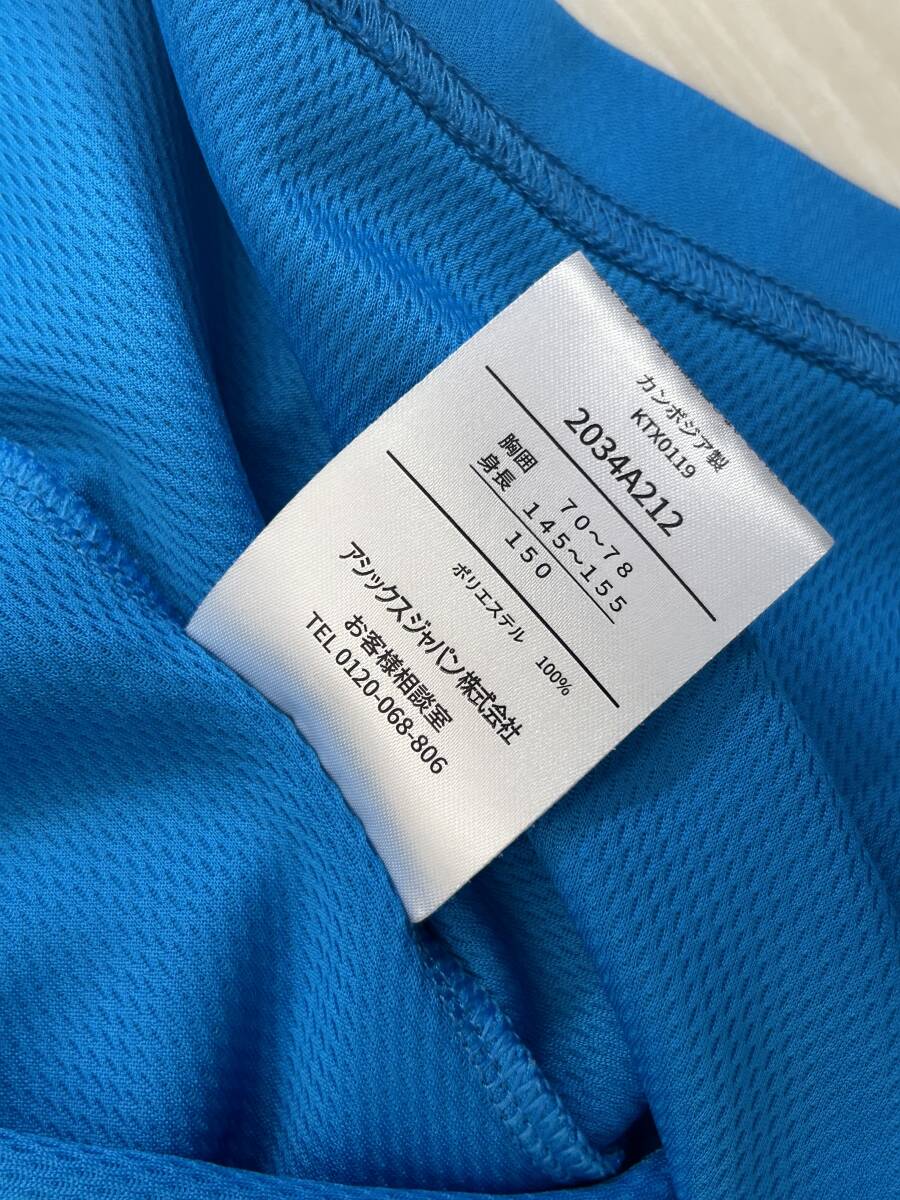 カンボジア製
KTX0119
2034A212
胸囲 70～78
身長 145～155
150
ポリエステル 100%
アシックスジャパン株式会社
お客様相談室
TEL 0120-068-806